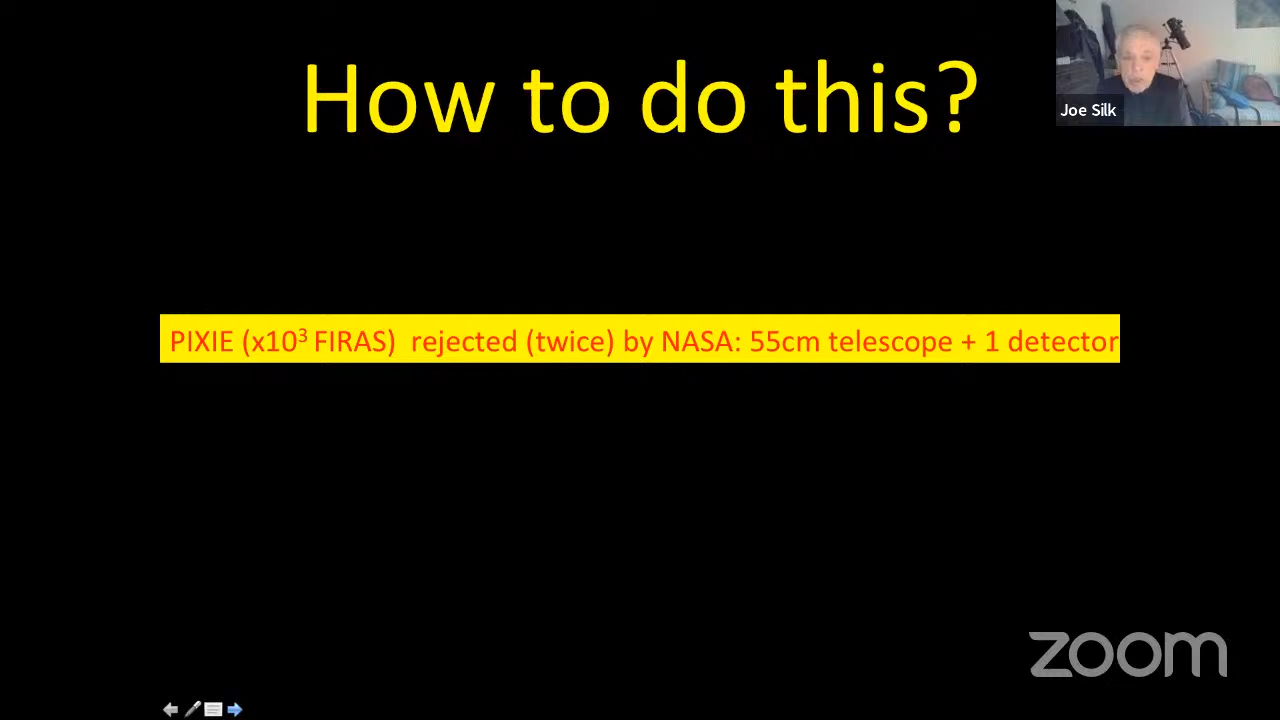 How to do this?
Joe Silk
PIXIE (x10³ FIRAS) rejected (twice) by NASA: 55cm telescope + 1 detector
zoom